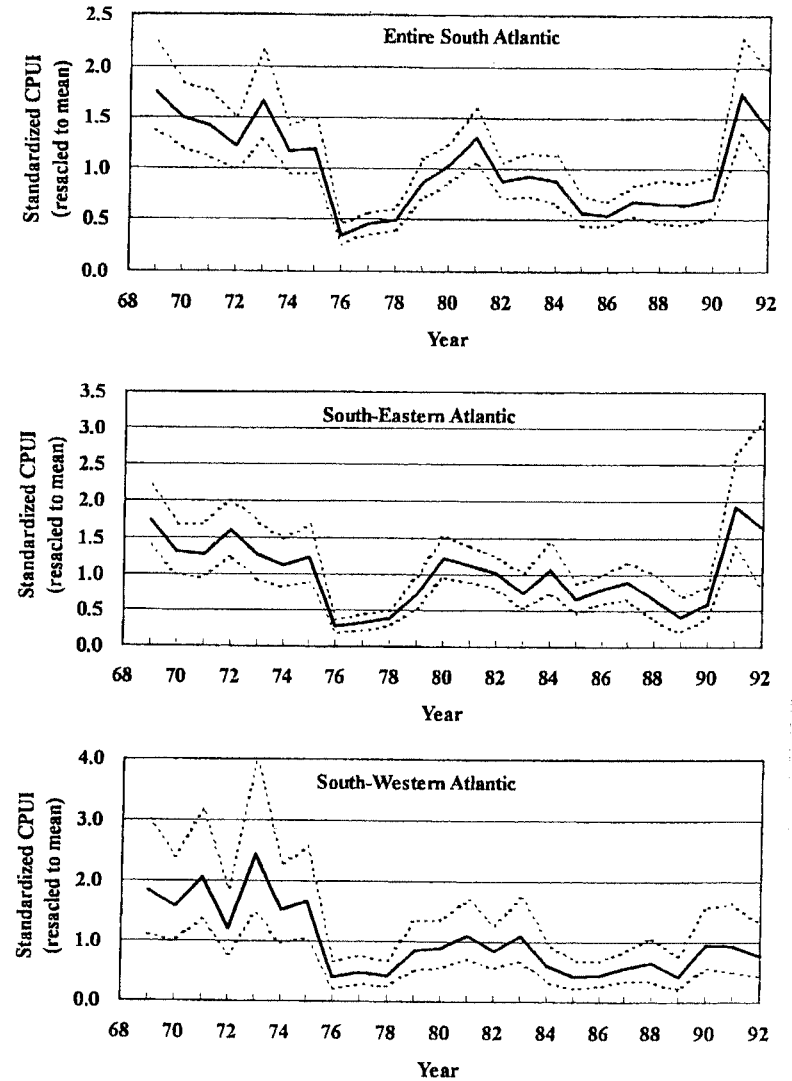 Entire South Atlantic
Standardized CPUI
(resacled to mean)
2.5
2.0
1.5
1.0
0.5
0.0
68 70 72 74 76 78 80 82 84 86 88 90 92
Year
South-Eastern Atlantic
Standardized CPUI
(resacled to mean)
3.5
3.0
2.5
2.0
1.5
1.0
0.5
0.0
68 70 72 74 76 78 80 82 84 86 88 90 92
Year
South-Western Atlantic
Standardized CPUI
(resacled to mean)
4.0
3.0
2.0
1.0
0.0
68 70 72 74 76 78 80 82 84 86 88 90 92
Year